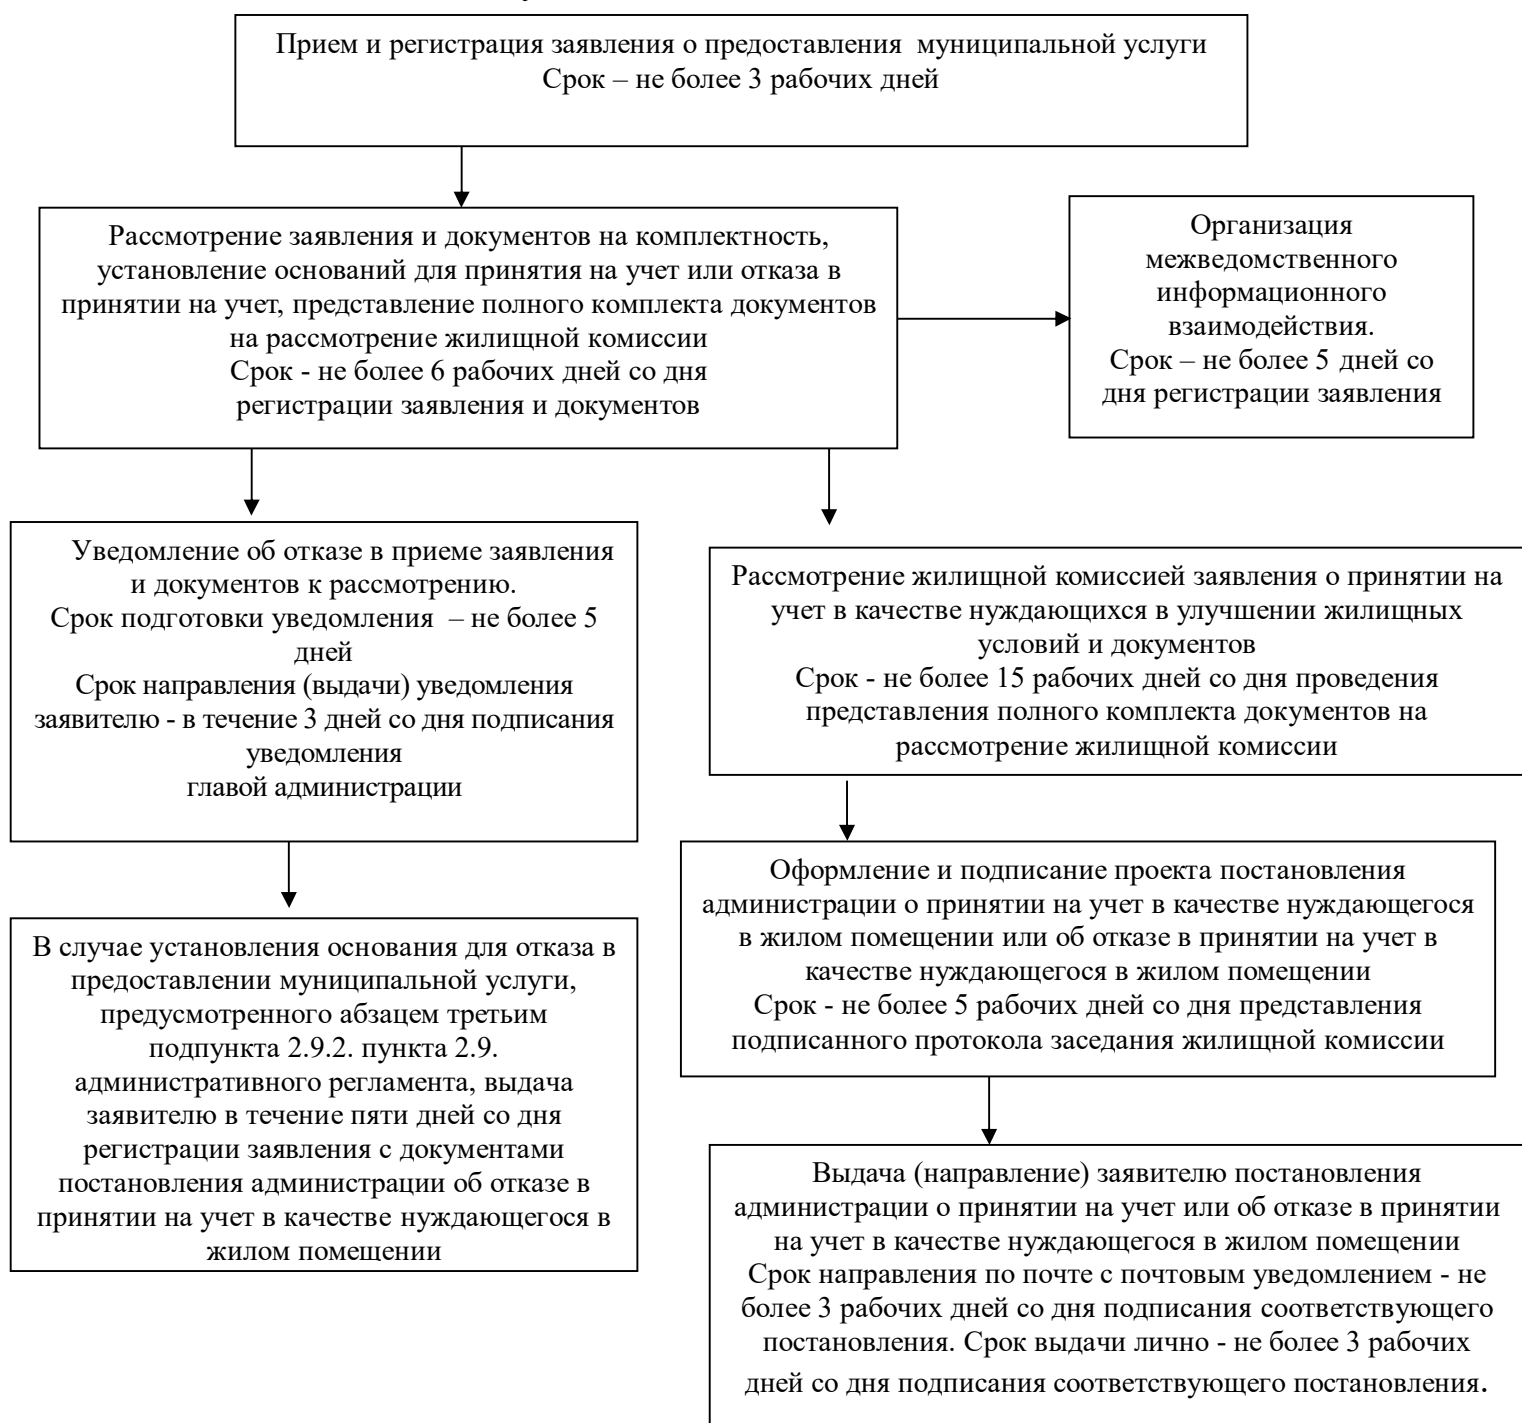 Прием и регистрация заявления о предоставления муниципальной услуги
Срок – не более 3 рабочих дней
Рассмотрение заявления и документов на комплектность,
установление оснований для принятия на учет или отказа в
принятии на учет, представление полного комплекта документов
на рассмотрение жилищной комиссии
Срок - не более 6 рабочих дней со дня
регистрации заявления и документов
Организация
межведомственного
информационного
взаимодействия.
Срок – не более 5 дней со
дня регистрации заявления
Уведомление об отказе в приеме заявления
и документов к рассмотрению.
Срок подготовки уведомления – не более 5
дней
Срок направления (выдачи) уведомления
заявителю - в течение 3 дней со дня подписания
уведомления
главой администрации
Рассмотрение жилищной комиссией заявления о принятии на
учет в качестве нуждающихся в улучшении жилищных
условий и документов
Срок - не более 15 рабочих дней со дня проведения
представления полного комплекта документов на
рассмотрение жилищной комиссии
Оформление и подписание проекта постановления
администрации о принятии на учет в качестве нуждающегося
в жилом помещении или об отказе в принятии на учет в
качестве нуждающегося в жилом помещении
Срок - не более 5 рабочих дней со дня представления
подписанного протокола заседания жилищной комиссии
В случае установления основания для отказа в
предоставлении муниципальной услуги,
предусмотренного абзацем третьим
подпункта 2.9.2. пункта 2.9.
административного регламента, выдача
заявителю в течение пяти дней со дня
регистрации заявления с документами
постановления администрации об отказе в
принятии на учет в качестве нуждающегося в
жилом помещении
Выдача (направление) заявителю постановления
администрации о принятии на учет или об отказе в принятии
на учет в качестве нуждающегося в жилом помещении
Срок направления по почте с почтовым уведомлением - не
более 3 рабочих дней со дня подписания соответствующего
постановления. Срок выдачи лично - не более 3 рабочих
дней со дня подписания соответствующего постановления.